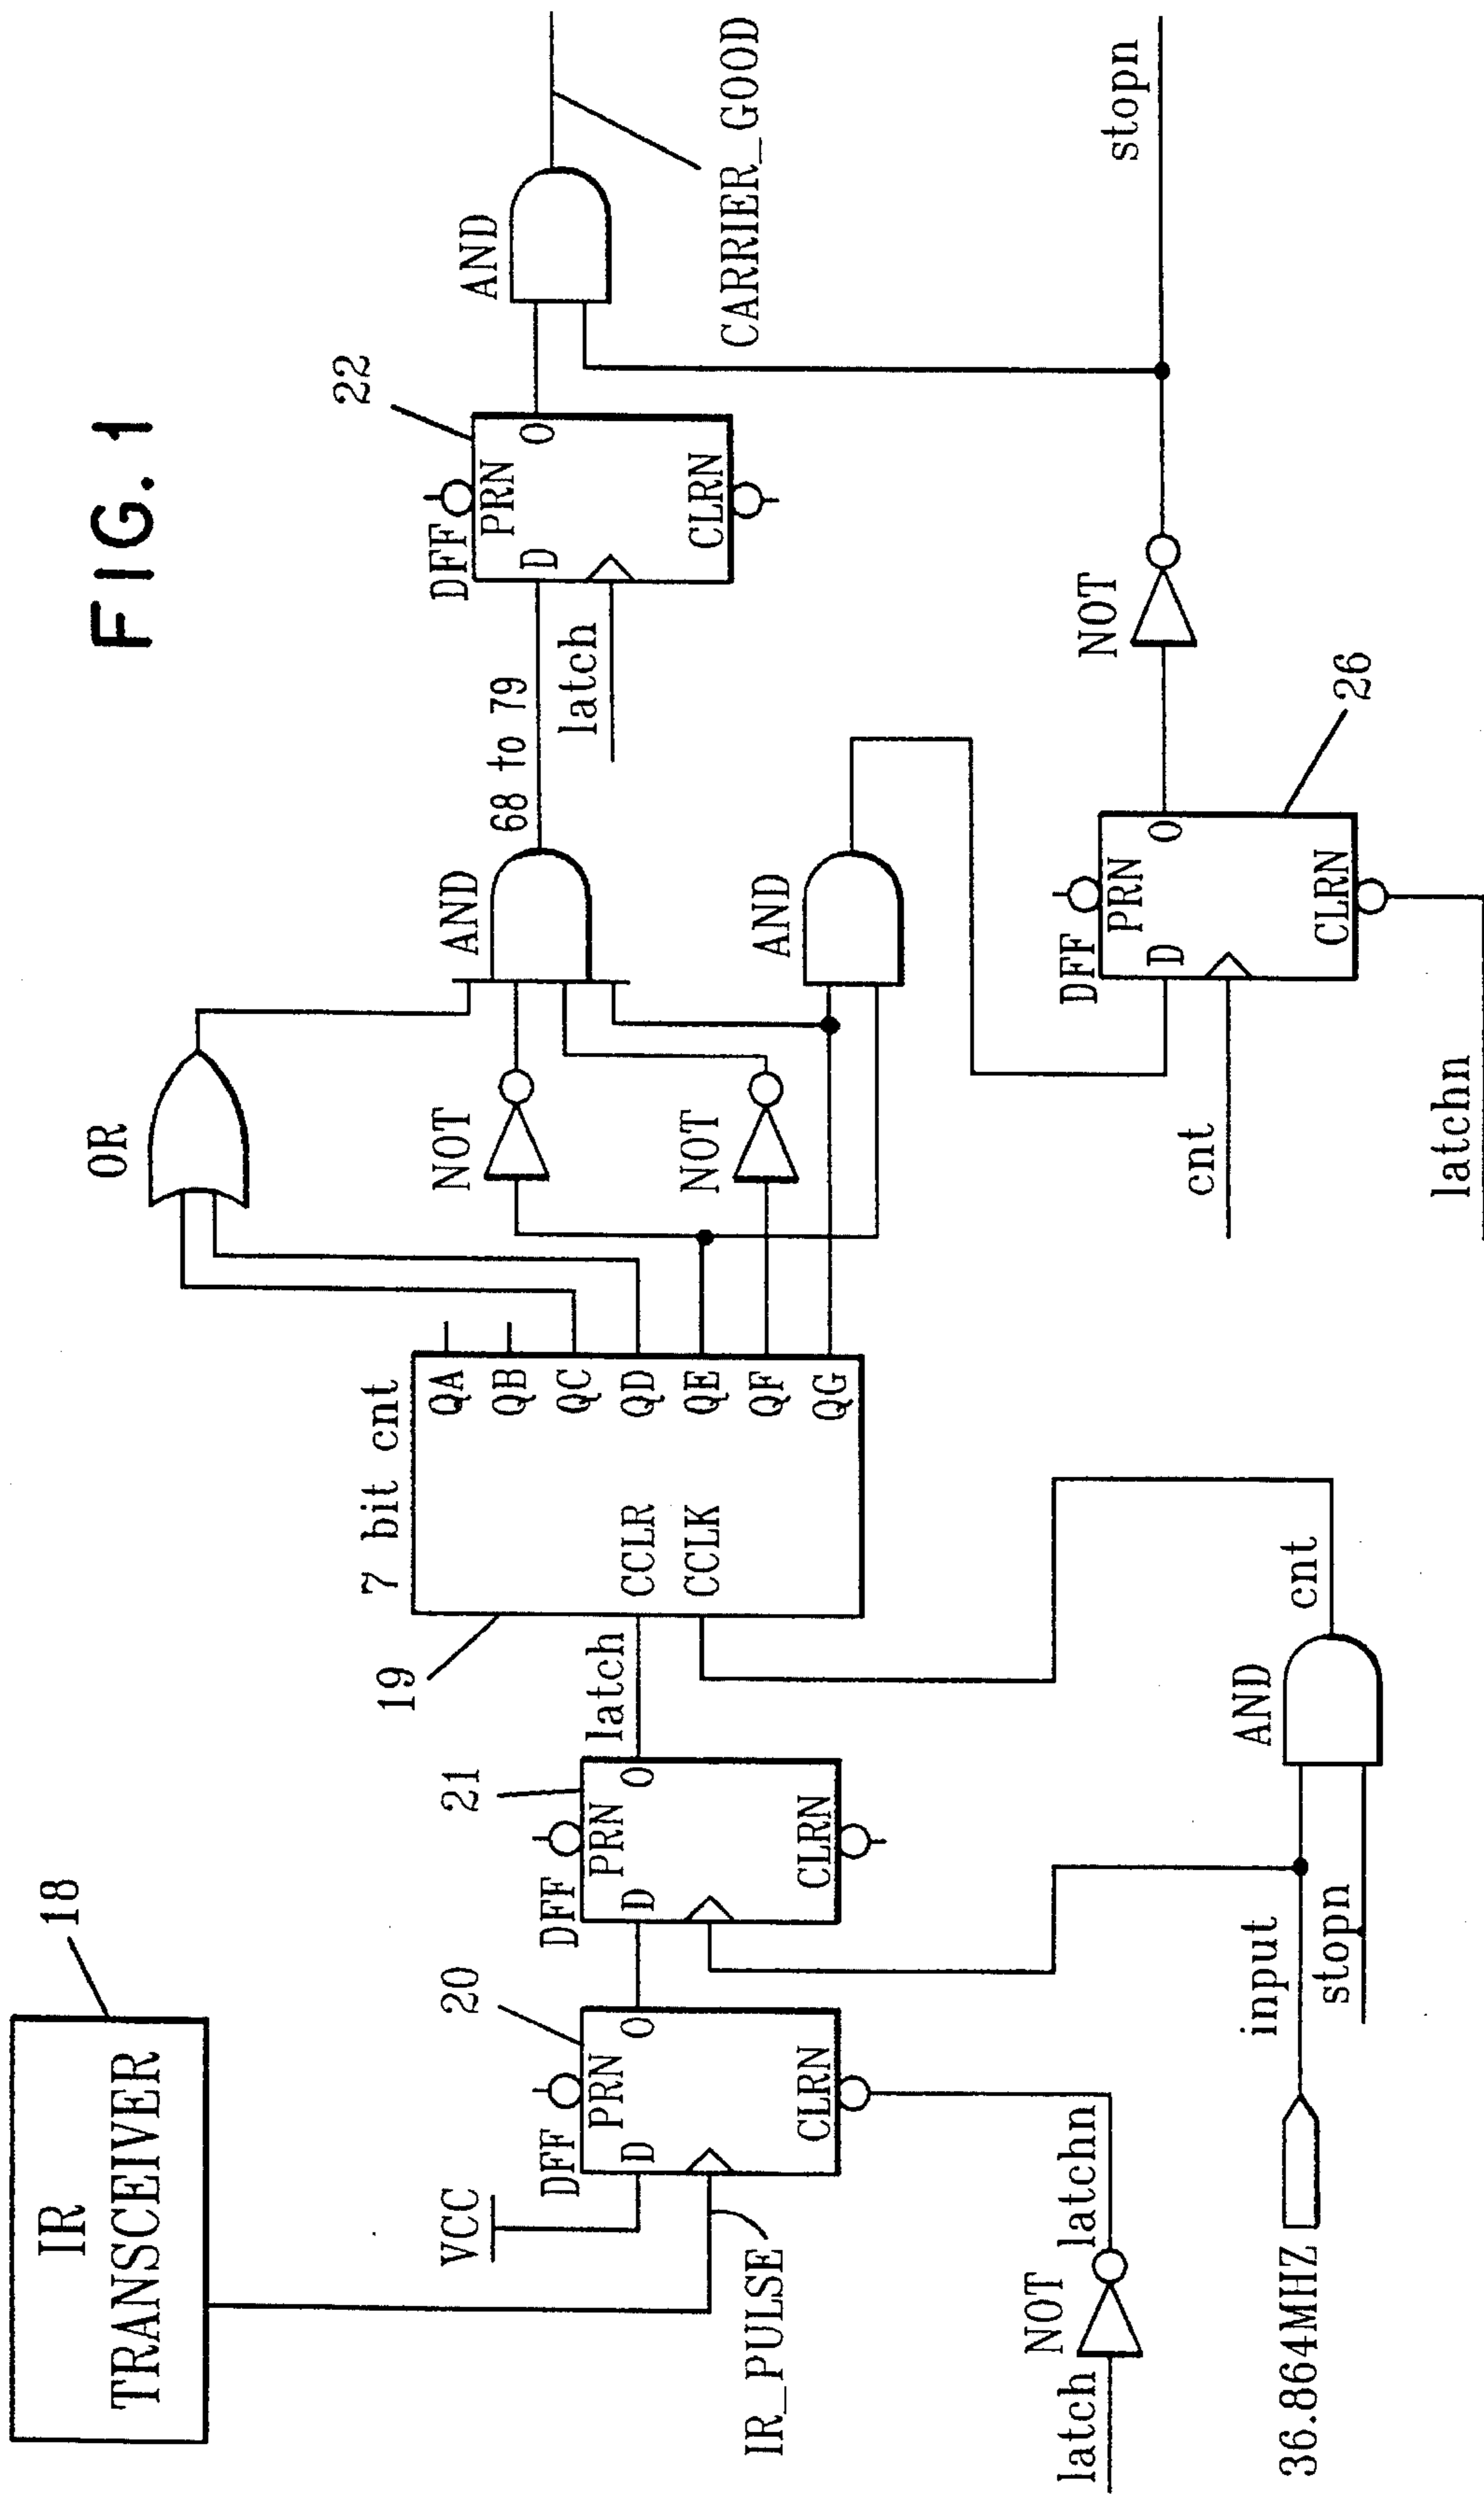 FIG. 1
IR
TRANSCEIVER
18
VCC
IR_PULSE
DFF
20
D
PRN
O
CLRN
latch
NOT
latchn
36.864MHZ
input
stopn
AND
cnt
DFF
21
D
PRN
O
CLRN
latch
19
7 bit cnt
CCLR
CCLK
QA
QB
QC
QD
QE
QF
QG
OR
NOT
NOT
AND
AND
68 to 79
latch
DFF
22
D
PRN
O
CLRN
AND
CARRIER_GOOD
cnt
latchn
DFF
D
PRN
O
CLRN
26
NOT
stopn